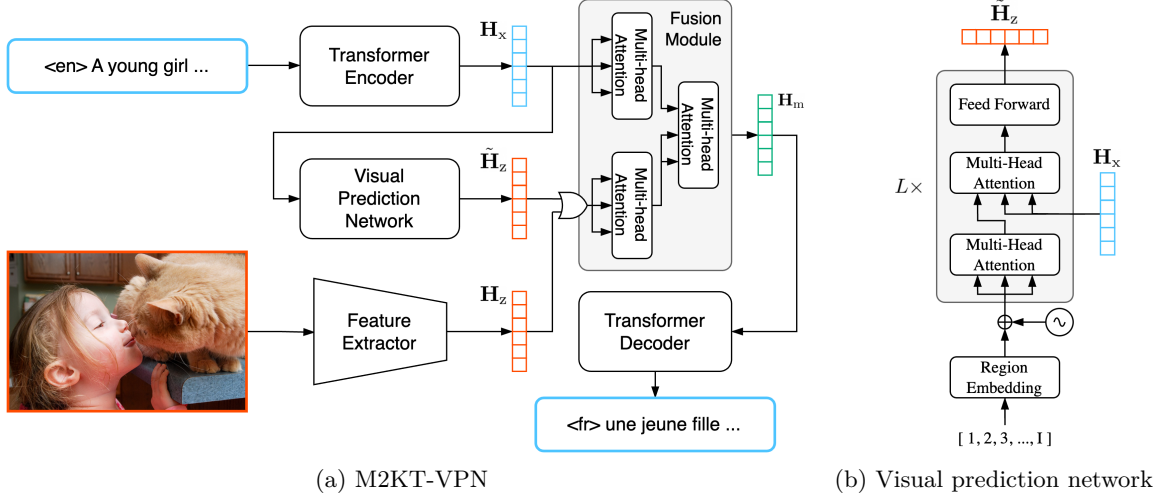 <en> A young girl ...
Transformer
Encoder
H_x
Multi-head
Attention
Fusion
Module
Multi-head
Attention
H_m
Visual
Prediction
Network
H̃_z
Multi-head
Attention
Feature
Extractor
H_z
Transformer
Decoder
<fr> une jeune fille ...
(a) M2KT-VPN
H̃_z
Feed Forward
Multi-Head
Attention
H_x
L×
Multi-Head
Attention
Region
Embedding
[ 1, 2, 3, ..., I ]
(b) Visual prediction network